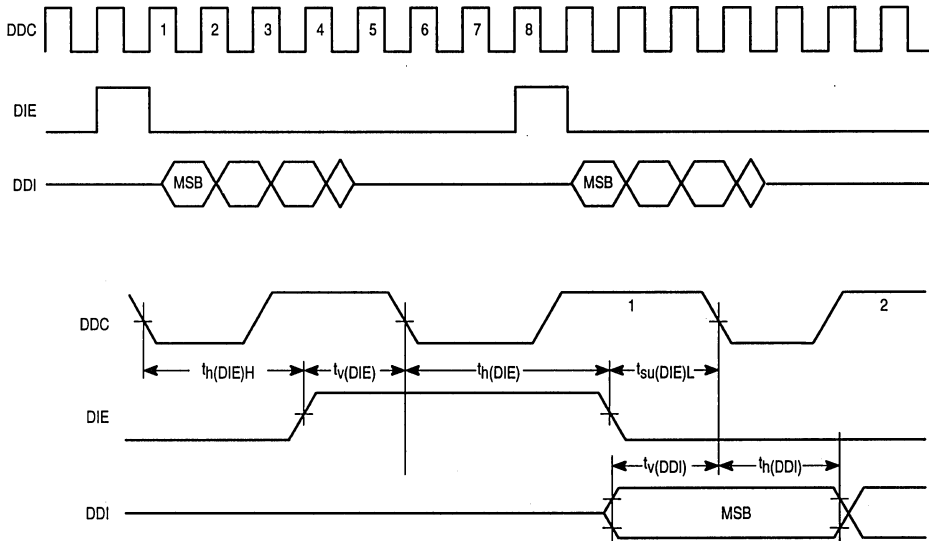 DDC 1 2 3 4 5 6 7 8
DIE
DDI MSB MSB
DDC 1 2
th(DIE)H tv(DIE) th(DIE) tsu(DIE)L
DIE
tv(DDI) th(DDI)
DDI MSB